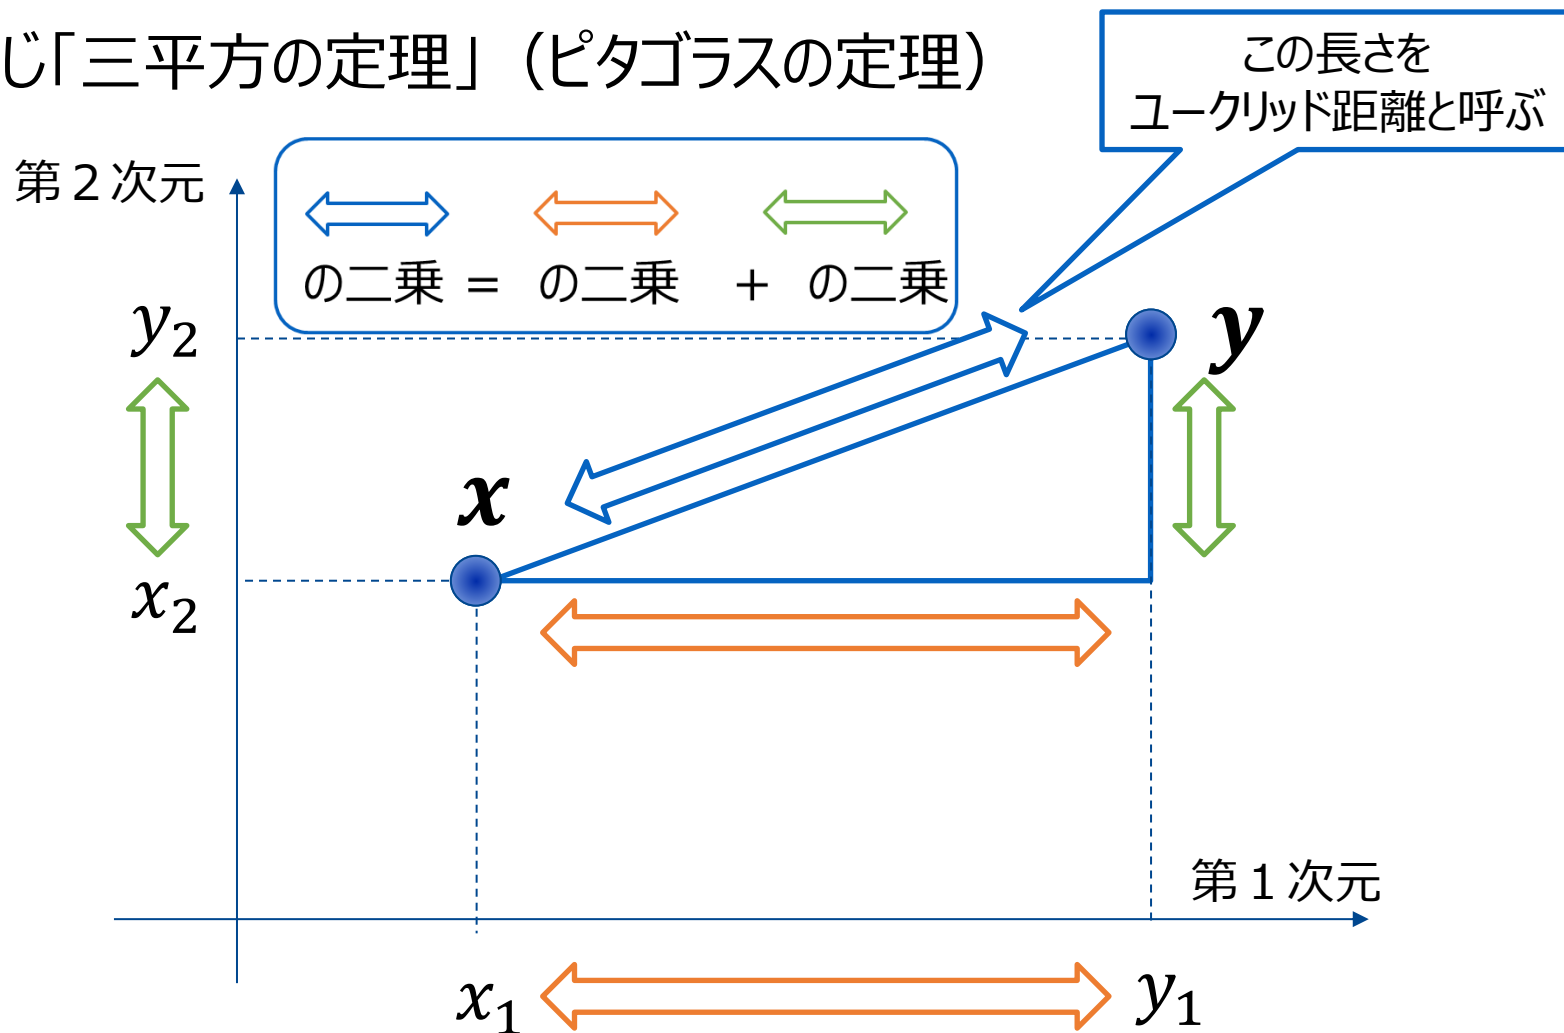 じ「三平方の定理」（ピタゴラスの定理）
この長さを
ユークリッド距離と呼ぶ
第２次元
の二乗 = の二乗 + の二乗
y₂
y
x
x₂
第１次元
x₁
y₁